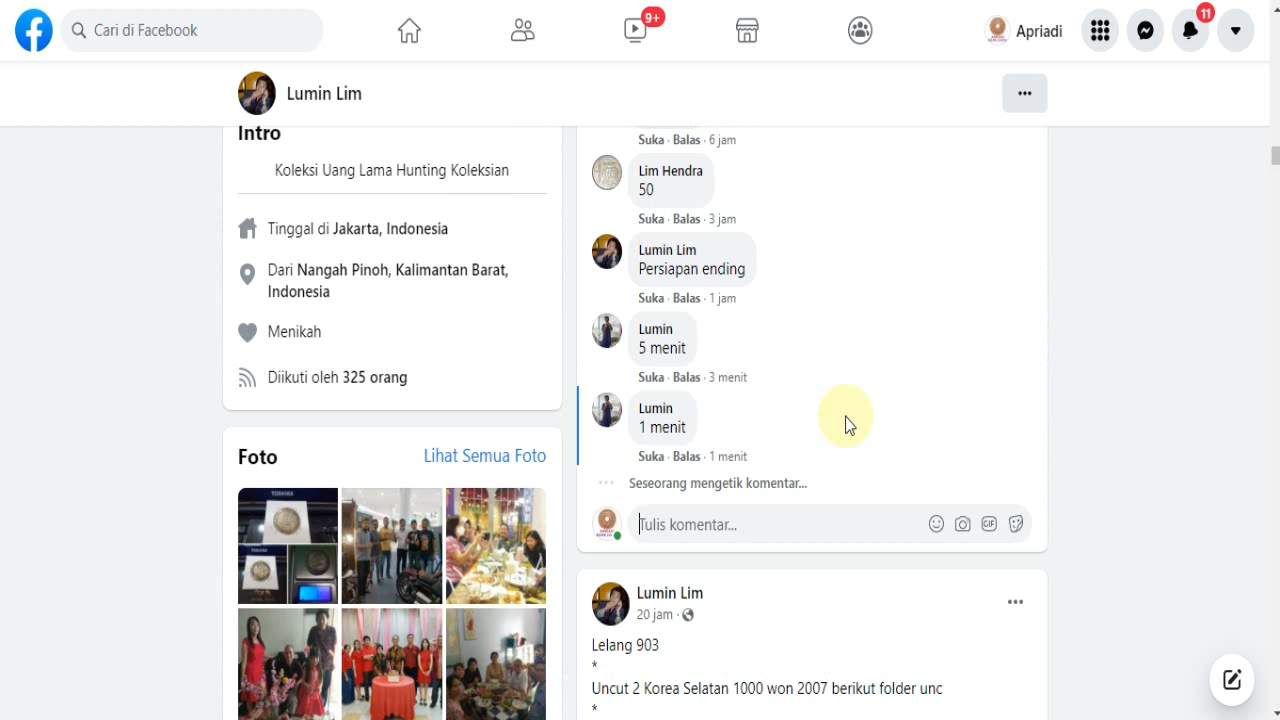 Cari di Facebook
9+
Apriadi
11
Lumin Lim
Intro
Koleksi Uang Lama Hunting Koleksian
Tinggal di Jakarta, Indonesia
Dari Nangah Pinoh, Kalimantan Barat,
Indonesia
Menikah
Diikuti oleh 325 orang
Foto
Lihat Semua Foto
TOSHIBA
Suka · Balas · 6 jam
Lim Hendra
50
Suka · Balas · 3 jam
Lumin Lim
Persiapan ending
Suka · Balas · 1 jam
Lumin
5 menit
Suka · Balas · 3 menit
Lumin
1 menit
Suka · Balas · 1 menit
Seseorang mengetik komentar...
Tulis komentar...
GIF
Lumin Lim
20 jam ·
Lelang 903
*
Uncut 2 Korea Selatan 1000 won 2007 berikut folder unc
*